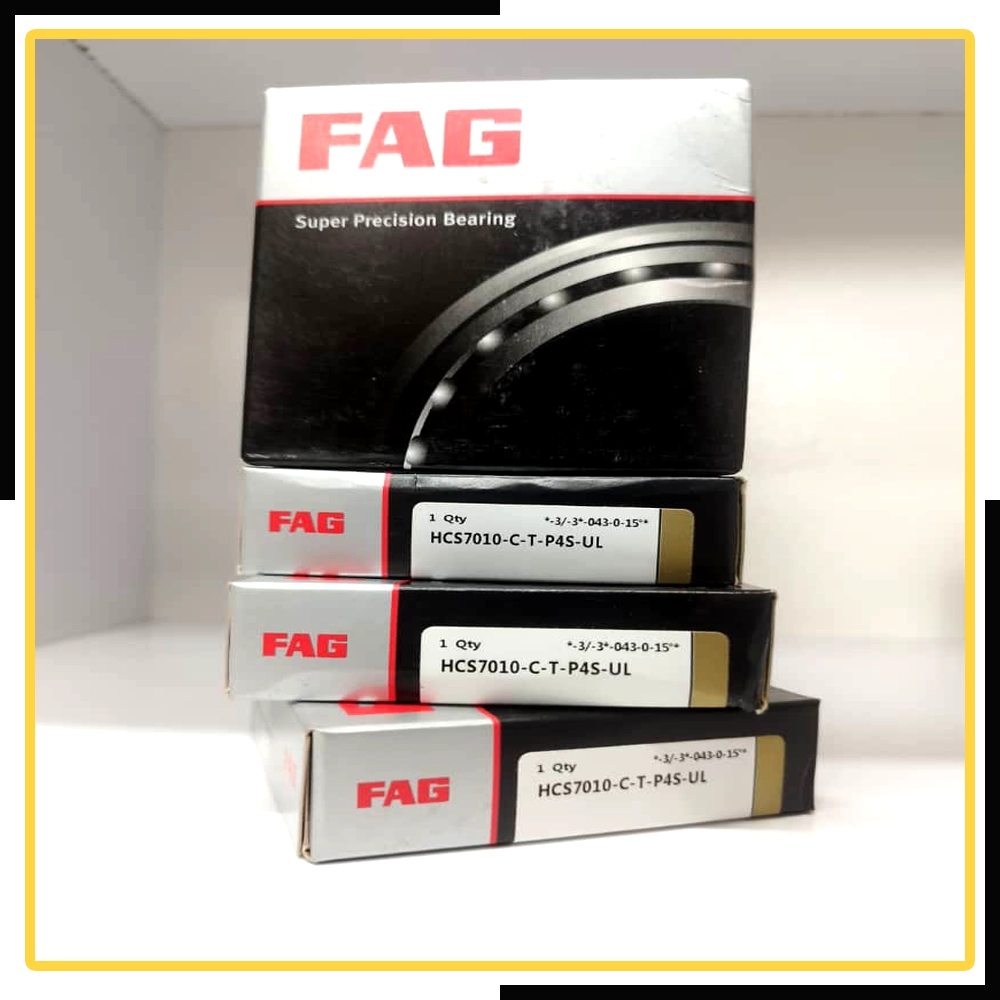 FAG
Super Precision Bearing
FAG
1 Qty *-3/-3*-043-0-15°*
HCS7010-C-T-P4S-UL
FAG
1 Qty *-3/-3*-043-0-15°*
HCS7010-C-T-P4S-UL
FAG
1 Qty *-3/-3*-043-0-15°*
HCS7010-C-T-P4S-UL